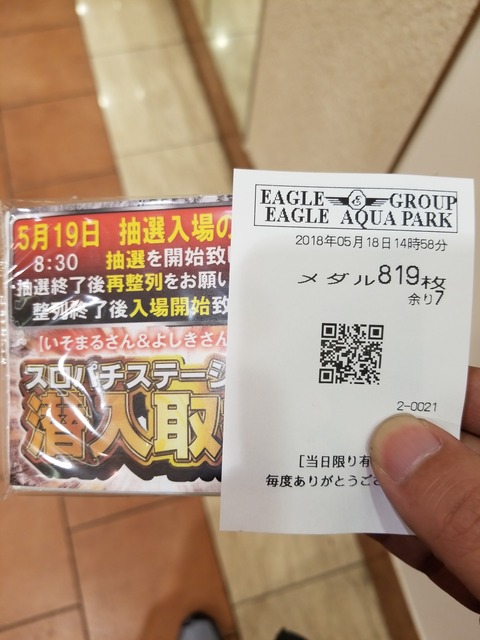 5月19日 抽選入場の
8:30 抽選を開始致
抽選終了後再整列をお願い
整列終了後入場開始致
【いそまるさん&よしきさん
スロパチステーシ
潜入取
EAGLE E GROUP
EAGLE AQUA PARK
2018年05月18日14時58分
メダル819枚
余り7
2-0021
[当日限り有
毎度ありがとうご